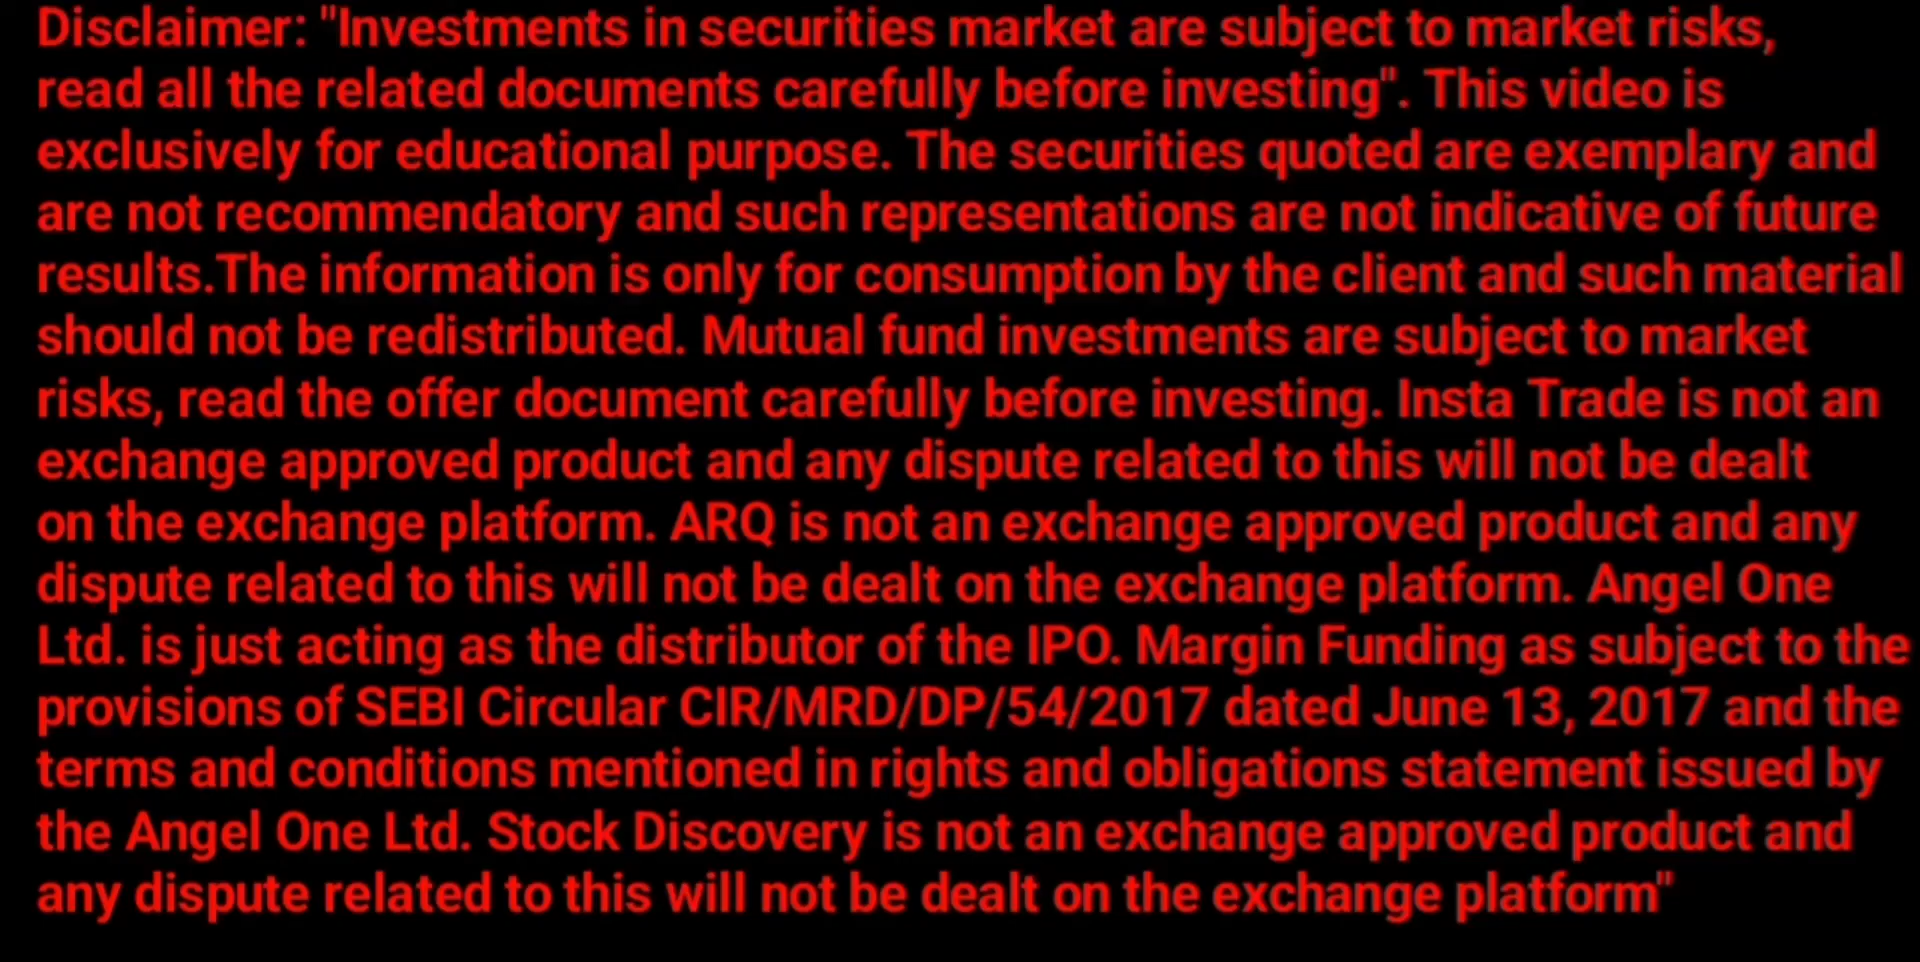 Disclaimer: "Investments in securities market are subject to market risks,
read all the related documents carefully before investing". This video is
exclusively for educational purpose. The securities quoted are exemplary and
are not recommendatory and such representations are not indicative of future
results.The information is only for consumption by the client and such material
should not be redistributed. Mutual fund investments are subject to market
risks, read the offer document carefully before investing. Insta Trade is not an
exchange approved product and any dispute related to this will not be dealt
on the exchange platform. ARQ is not an exchange approved product and any
dispute related to this will not be dealt on the exchange platform. Angel One
Ltd. is just acting as the distributor of the IPO. Margin Funding as subject to the
provisions of SEBI Circular CIR/MRD/DP/54/2017 dated June 13, 2017 and the
terms and conditions mentioned in rights and obligations statement issued by
the Angel One Ltd. Stock Discovery is not an exchange approved product and
any dispute related to this will not be dealt on the exchange platform"